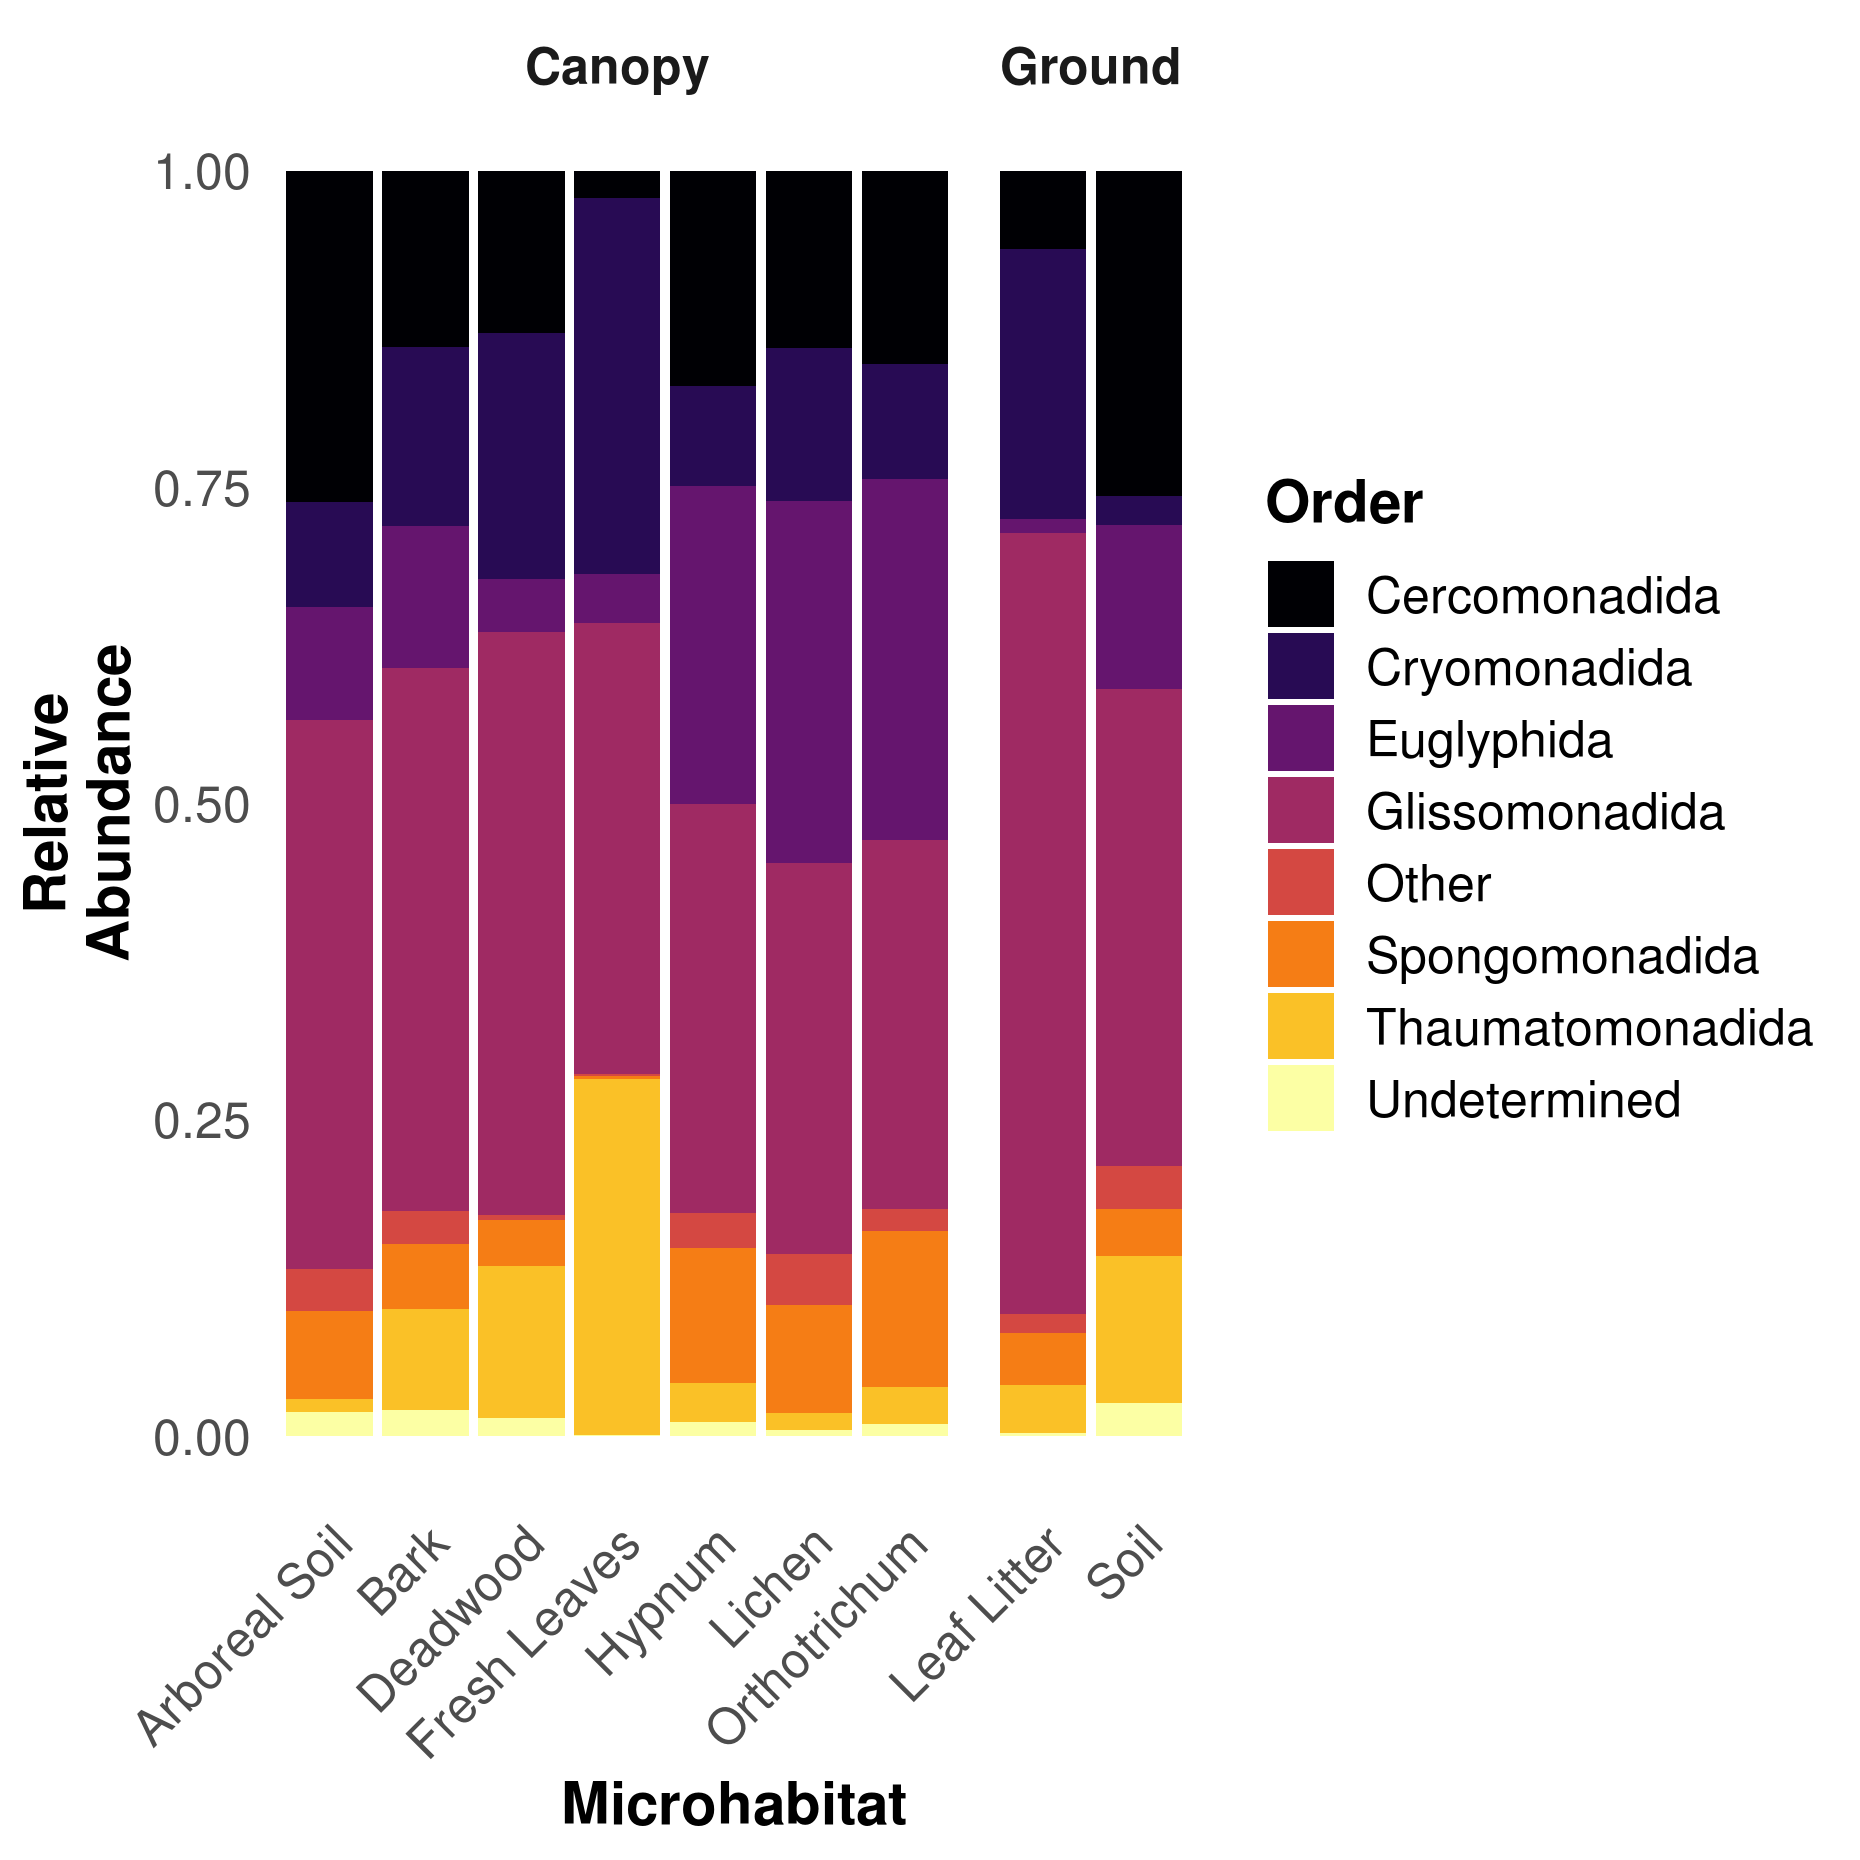 Canopy
Ground
1.00
0.75
0.50
0.25
0.00
Relative
Abundance
Arboreal Soil
Bark
Deadwood
Fresh Leaves
Hypnum
Lichen
Orthotrichum
Leaf Litter
Soil
Microhabitat
Order
Cercomonadida
Cryomonadida
Euglyphida
Glissomonadida
Other
Spongomonadida
Thaumatomonadida
Undetermined